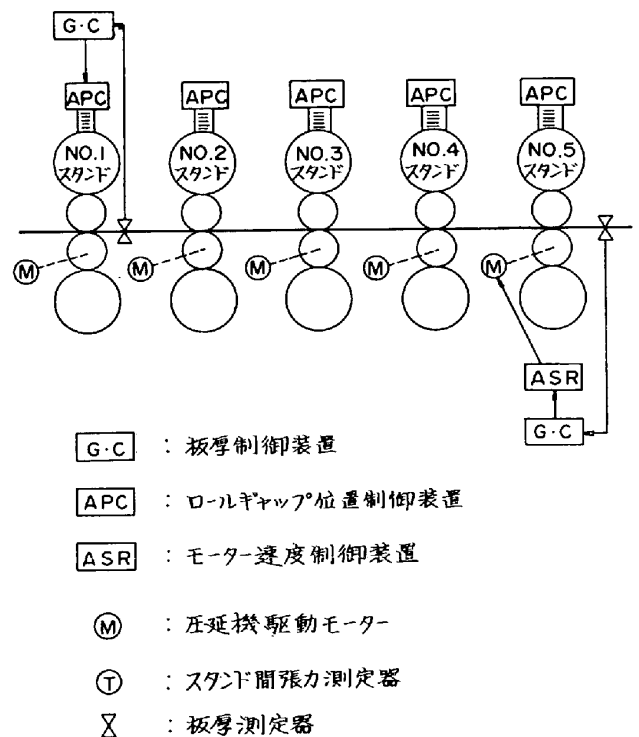 G・C
APC APC APC APC APC
NO.1 NO.2 NO.3 NO.4 NO.5
スタンド スタンド スタンド スタンド スタンド
M M M M M
ASR
G・C
G・C : 板厚制御装置
APC : ロールギャップ位置制御装置
ASR : モーター速度制御装置
M : 圧延機駆動モーター
T : スタンド間張力測定器
: 板厚測定器